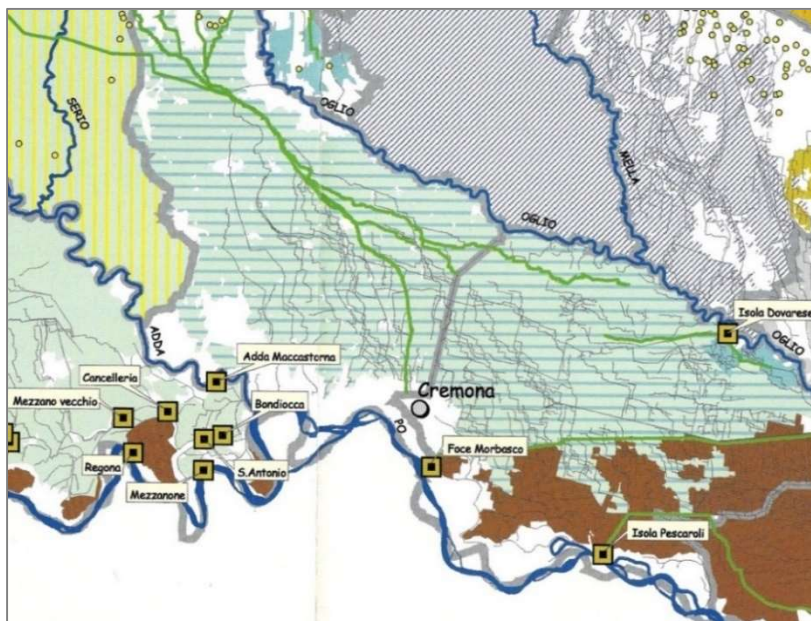 SERIO
OGLIO
MELLA
OGLIO
Isola Dovarese
OGLIO
ADDA
Adda Maccastorna
Cancelleria
Cremona
Mezzano vecchio
Bondiocca
PO
Regona
S.Antonio
Foce Morbasco
Mezzanone
Isola Pescaroli